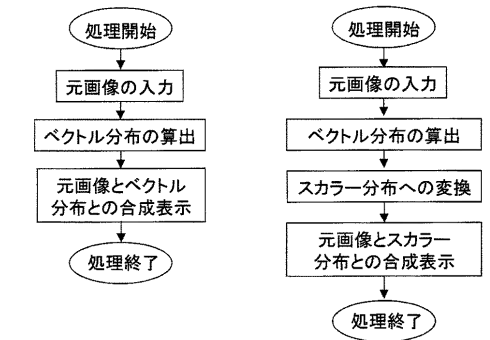 処理開始
元画像の入力
ベクトル分布の算出
元画像とベクトル
分布との合成表示
処理終了
処理開始
元画像の入力
ベクトル分布の算出
スカラー分布への変換
元画像とスカラー
分布との合成表示
処理終了